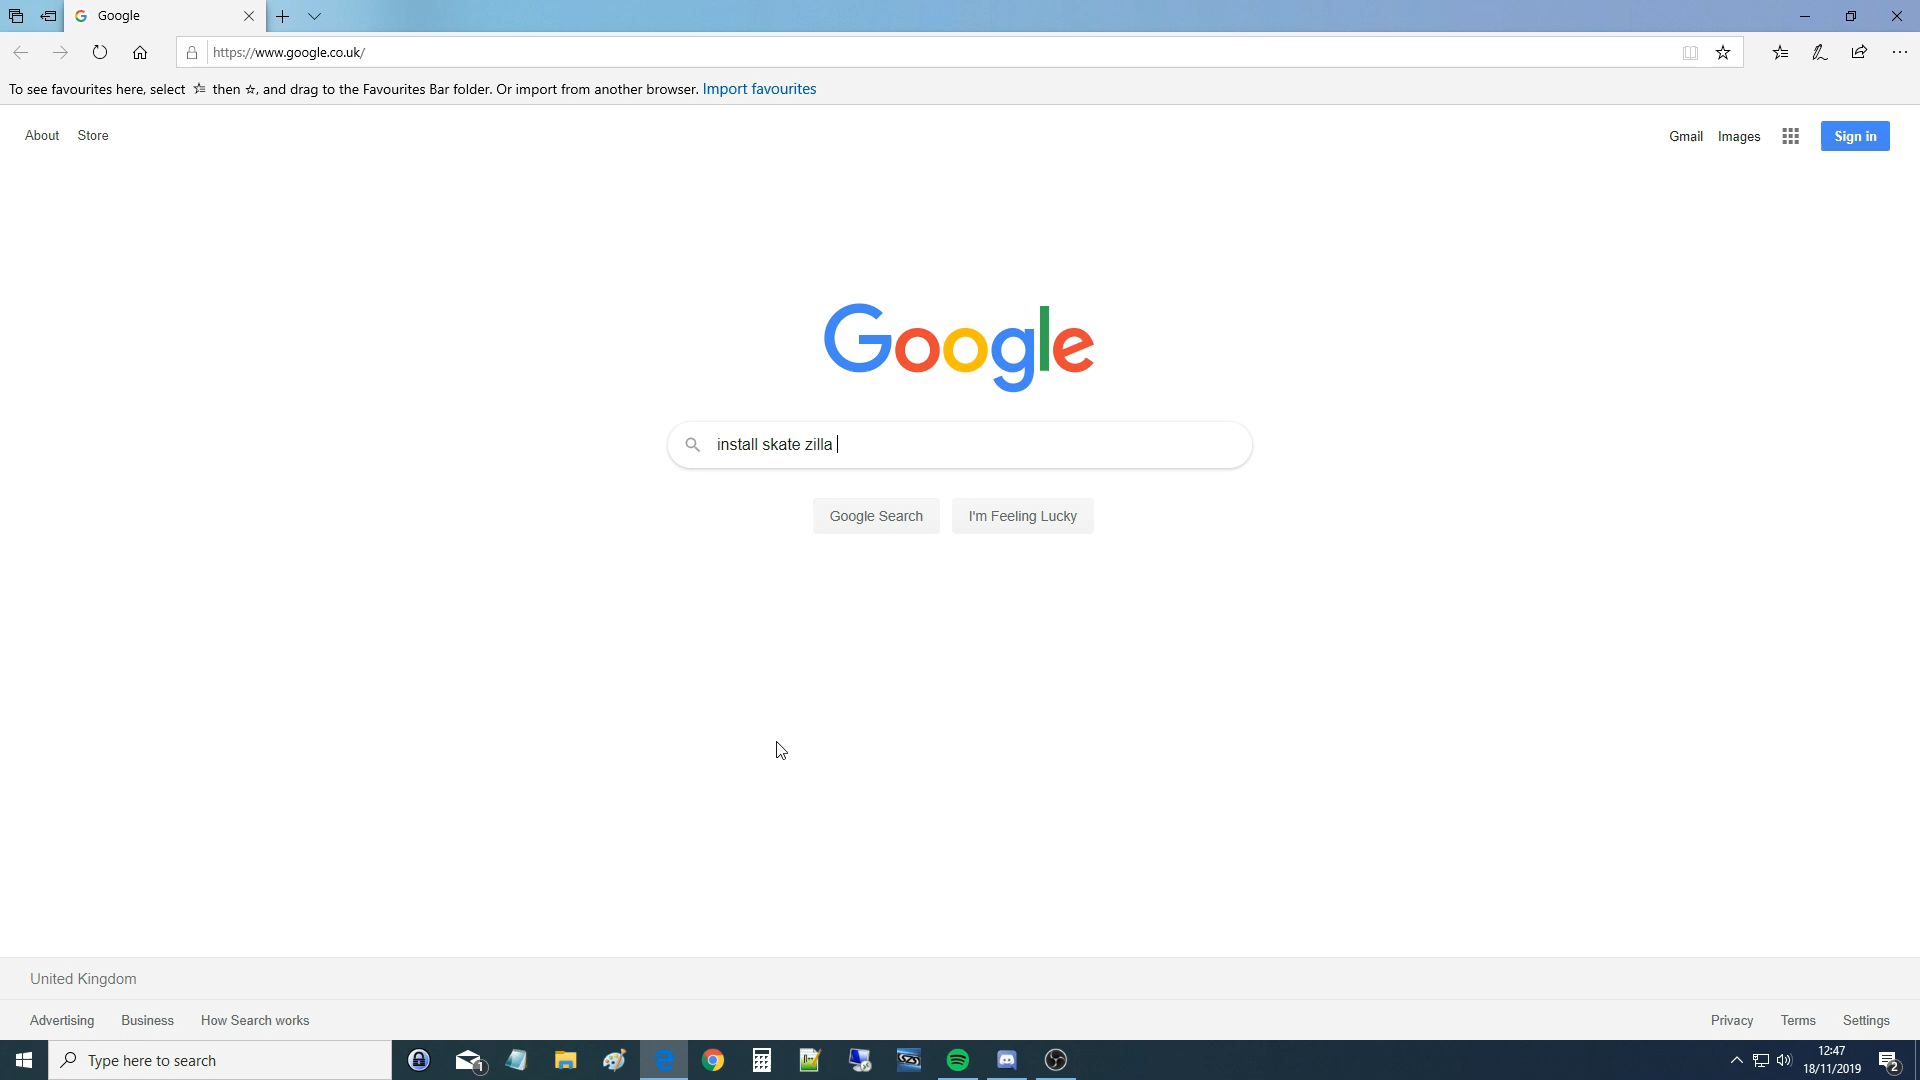 Google
https://www.google.co.uk/
To see favourites here, select then , and drag to the Favourites Bar folder. Or import from another browser. Import favourites
About Store
Gmail Images Sign in
Google
install skate zilla
Google Search I'm Feeling Lucky
United Kingdom
Advertising Business How Search works
Privacy Terms Settings
Type here to search
1
12:47
18/11/2019
2